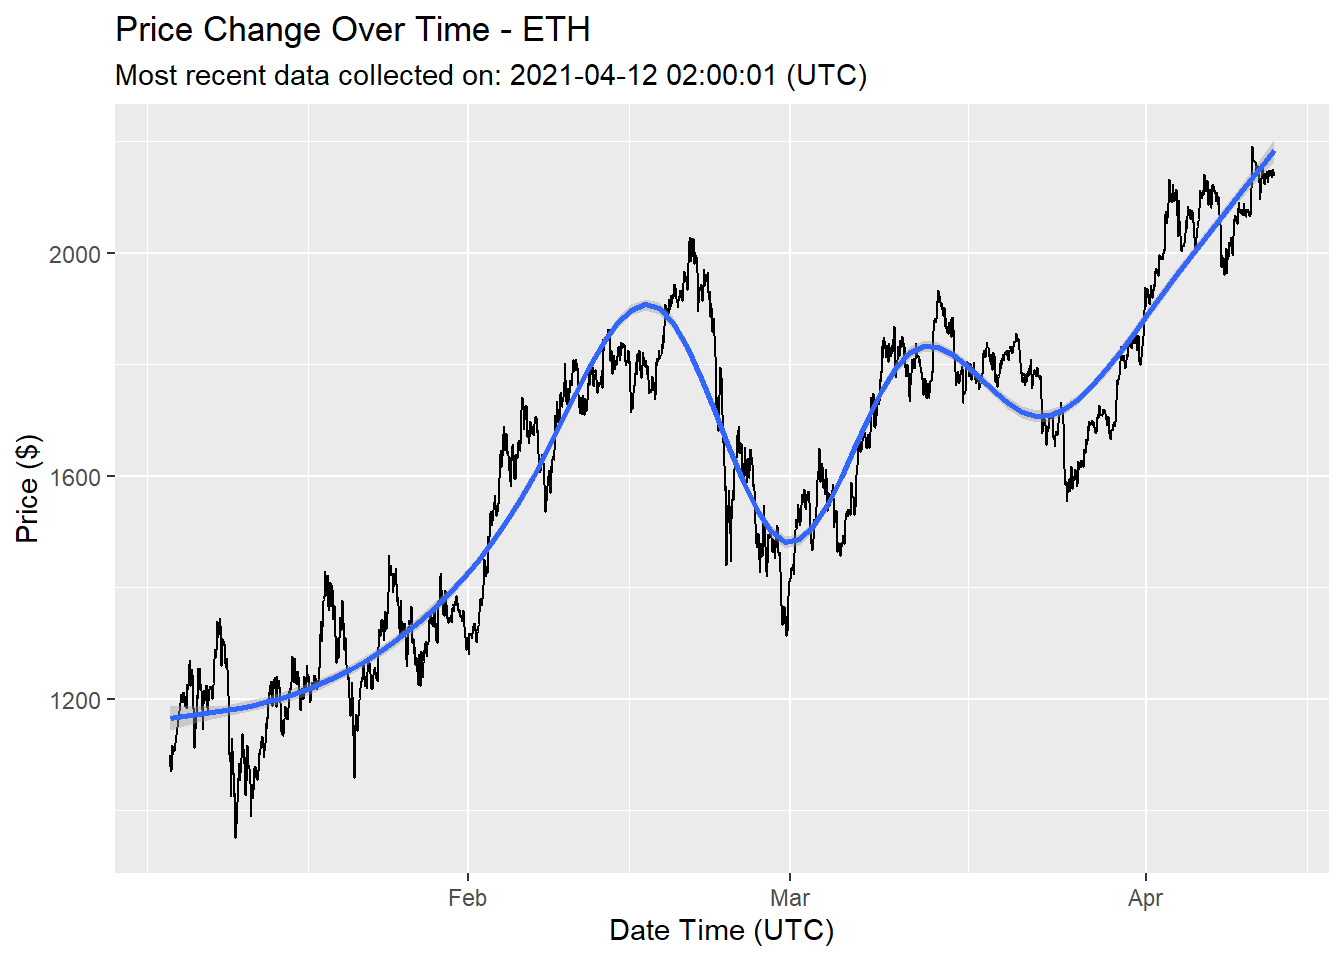 Price Change Over Time - ETH
Most recent data collected on: 2021-04-12 02:00:01 (UTC)
Price ($)
2000
1600
1200
Feb
Mar
Apr
Date Time (UTC)